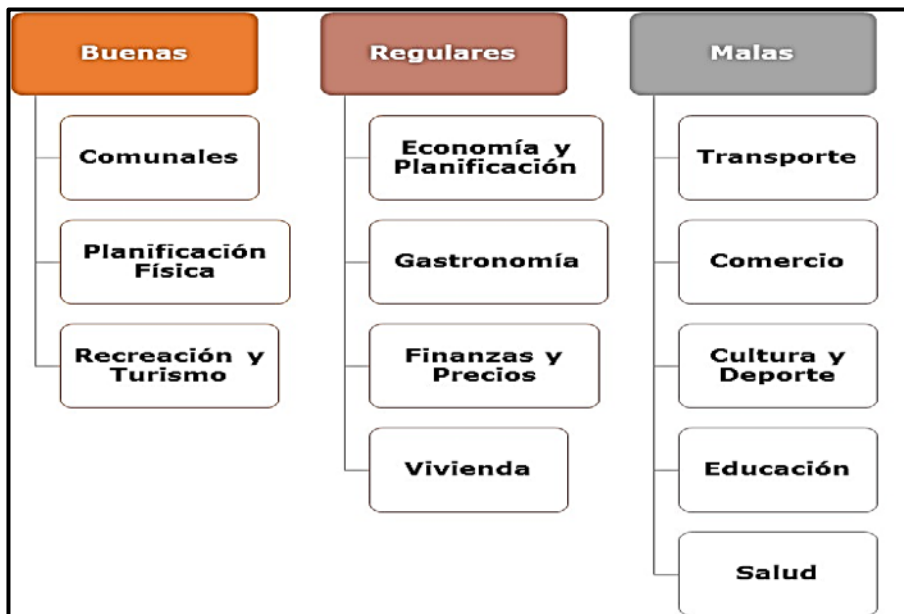 Buenas
Comunales
Planificación
Física
Recreación y
Turismo
Regulares
Economía y
Planificación
Gastronomía
Finanzas y
Precios
Vivienda
Malas
Transporte
Comercio
Cultura y
Deporte
Educación
Salud